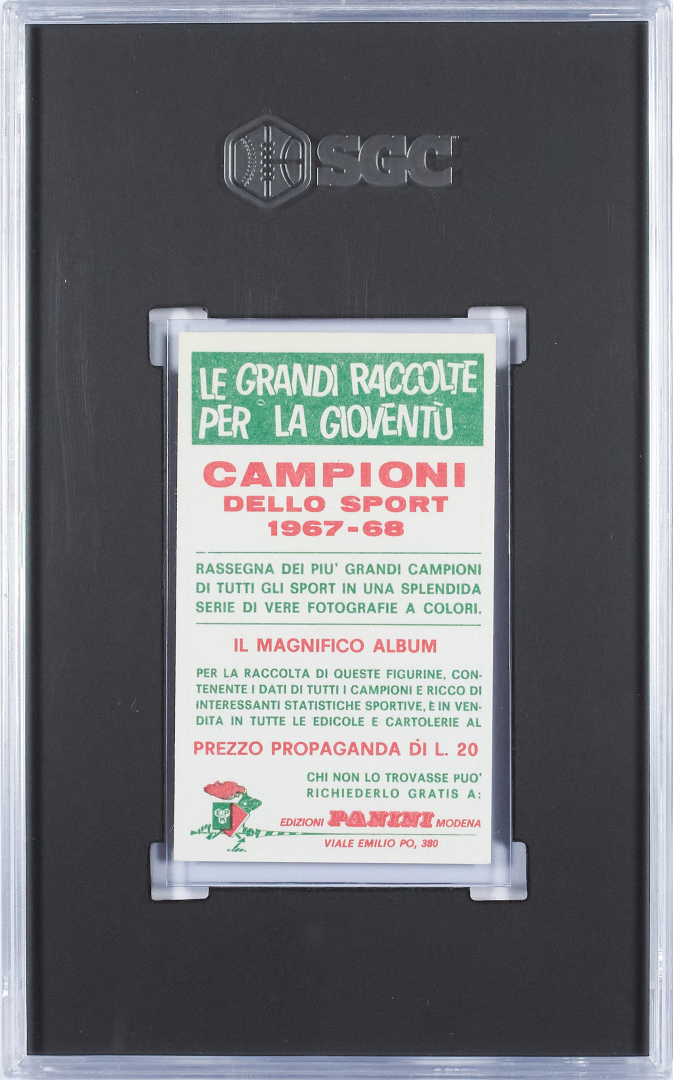 SGC
LE GRANDI RACCOLTE
PER LA GIOVENTÙ
CAMPIONI
DELLO SPORT
1967-68
RASSEGNA DEI PIU' GRANDI CAMPIONI
DI TUTTI GLI SPORT IN UNA SPLENDIDA
SERIE DI VERE FOTOGRAFIE A COLORI.
IL MAGNIFICO ALBUM
PER LA RACCOLTA DI QUESTE FIGURINE, CON-
TENENTE I DATI DI TUTTI I CAMPIONI E RICCO DI
INTERESSANTI STATISTICHE SPORTIVE, È IN VEN-
DITA IN TUTTE LE EDICOLE E CARTOLERIE AL
PREZZO PROPAGANDA DI L. 20
CHI NON LO TROVASSE PUO'
RICHIEDERLO GRATIS A:
EDIZIONI PANINI MODENA
VIALE EMILIO PO, 380